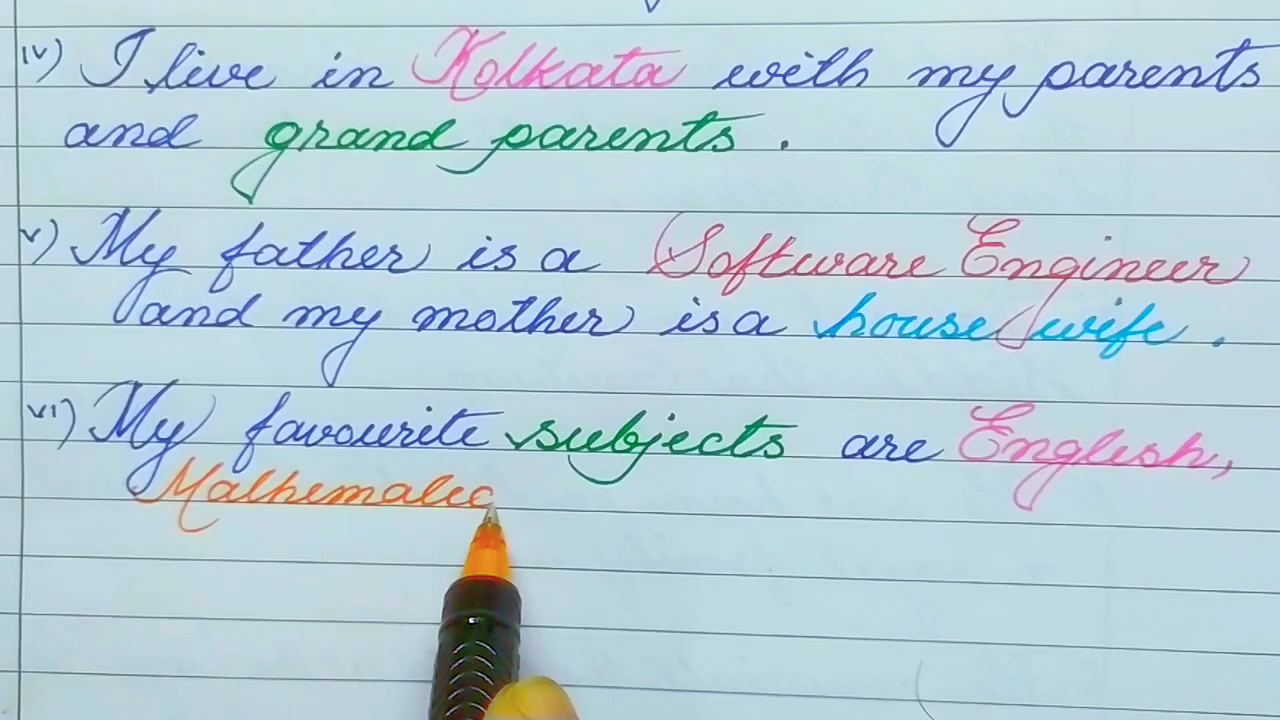 iv) I live in Kolkata with my parents
and grand parents .
v) My father is a Software Engineer
and my mother is a house wife .
vi) My favourite subjects are English,
Mathematic